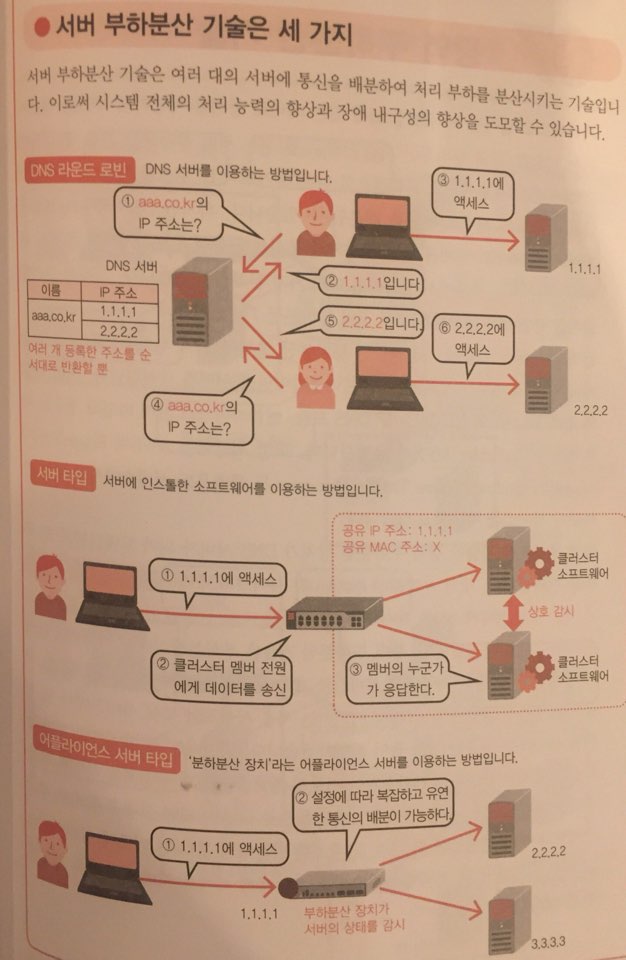 서버 부하분산 기술은 세 가지
서버 부하분산 기술은 여러 대의 서버에 통신을 배분하여 처리 부하를 분산시키는 기술입니
다. 이로써 시스템 전체의 처리 능력의 향상과 장애 내구성의 향상을 도모할 수 있습니다.
DNS 라운드 로빈 DNS 서버를 이용하는 방법입니다.
① aaa.co.kr의
IP 주소는?
③ 1.1.1.1에
액세스
1.1.1.1
DNS 서버
② 1.1.1.1입니다
이름 IP 주소
aaa.co.kr 1.1.1.1
2.2.2.2
여러 개 등록한 주소를 순
서대로 반환할 뿐
⑤ 2.2.2.2입니다.
⑥ 2.2.2.2에
액세스
2.2.2.2
④ aaa.co.kr의
IP 주소는?
서버 타입 서버에 인스톨한 소프트웨어를 이용하는 방법입니다.
공유 IP 주소: 1.1.1.1
공유 MAC 주소: X
클러스터
소프트웨어
① 1.1.1.1에 액세스
상호 감시
② 클러스터 멤버 전원
에게 데이터를 송신
③ 멤버의 누군가
가 응답한다.
클러스터
소프트웨어
어플라이언스 서버 타입 '분하분산 장치'라는 어플라이언스 서버를 이용하는 방법입니다.
② 설정에 따라 복잡하고 유연
한 통신의 배분이 가능하다.
① 1.1.1.1에 액세스
2.2.2.2
1.1.1.1
부하분산 장치가
서버의 상태를 감시
3.3.3.3